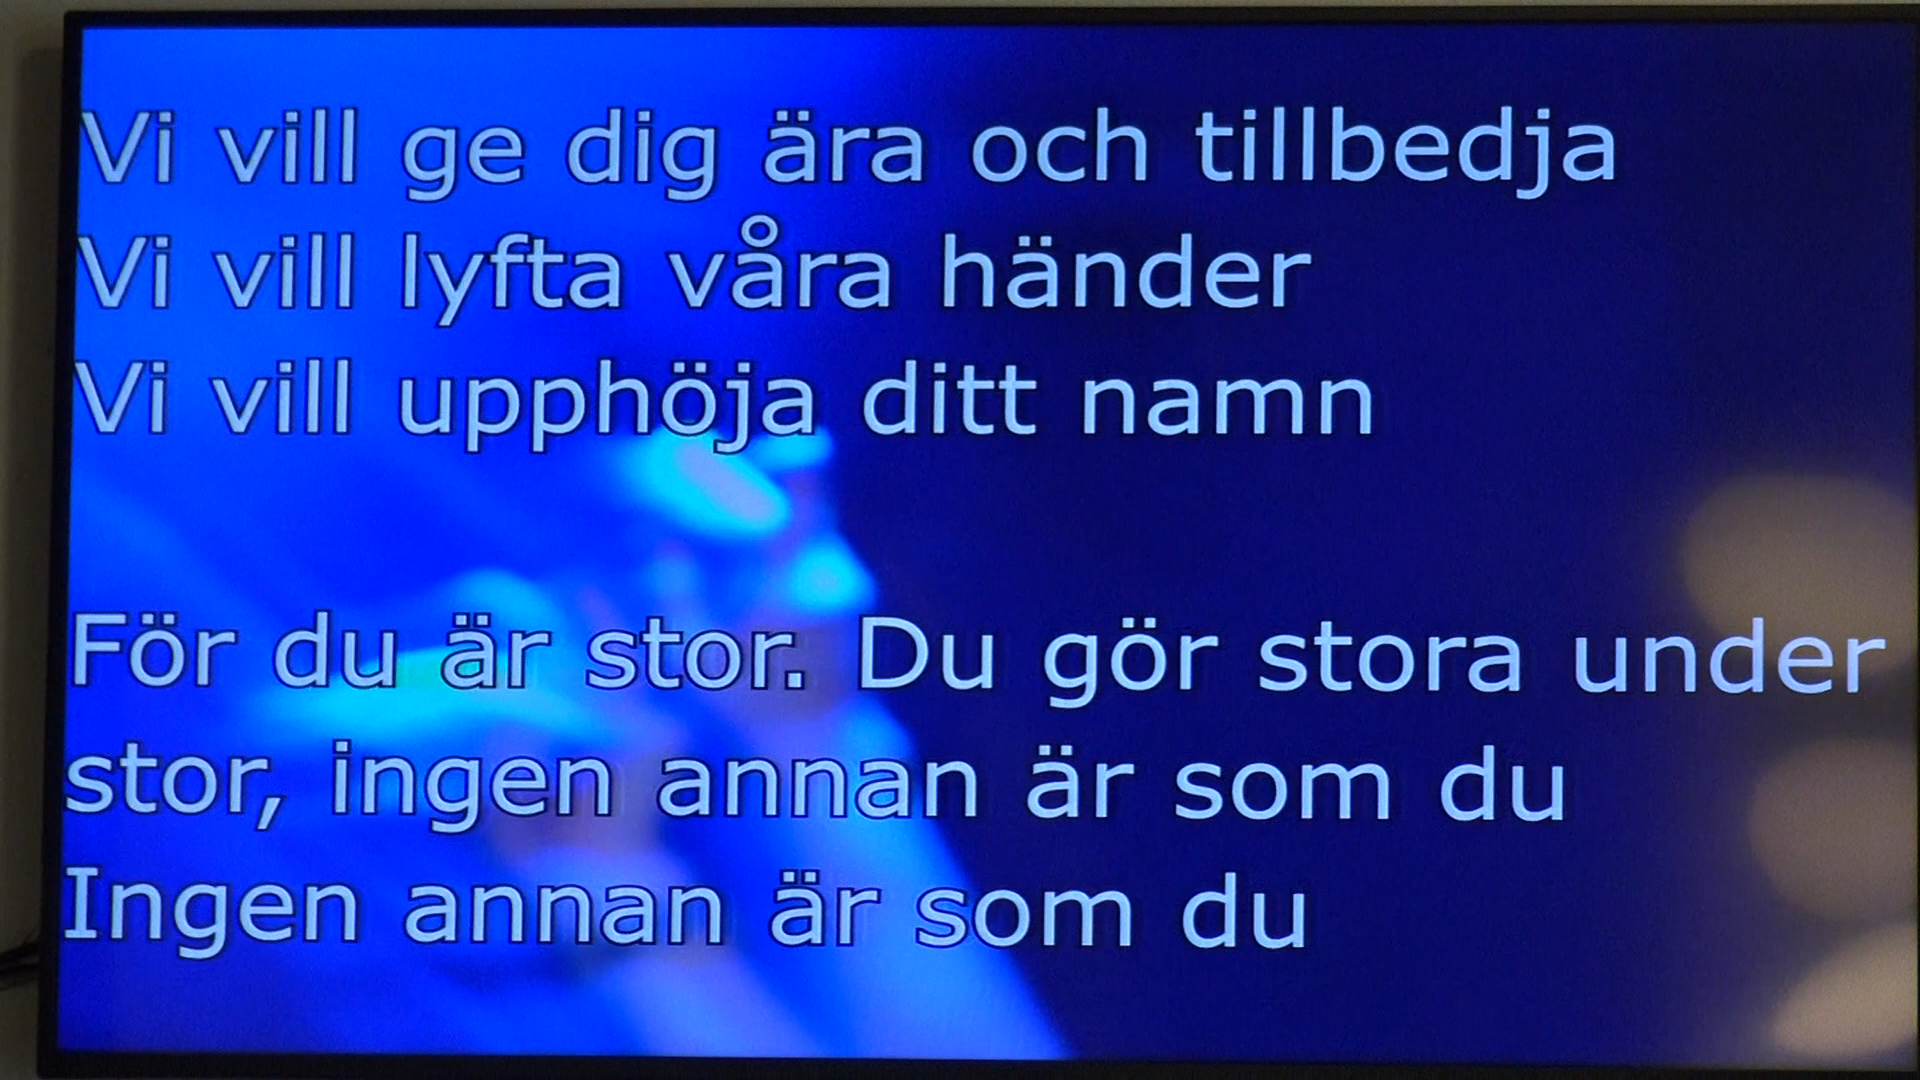 Vi vill ge dig ära och tillbedja
Vi vill lyfta våra händer
Vi vill upphöja ditt namn
För du är stor. Du gör stora under
stor, ingen annan är som du
Ingen annan är som du